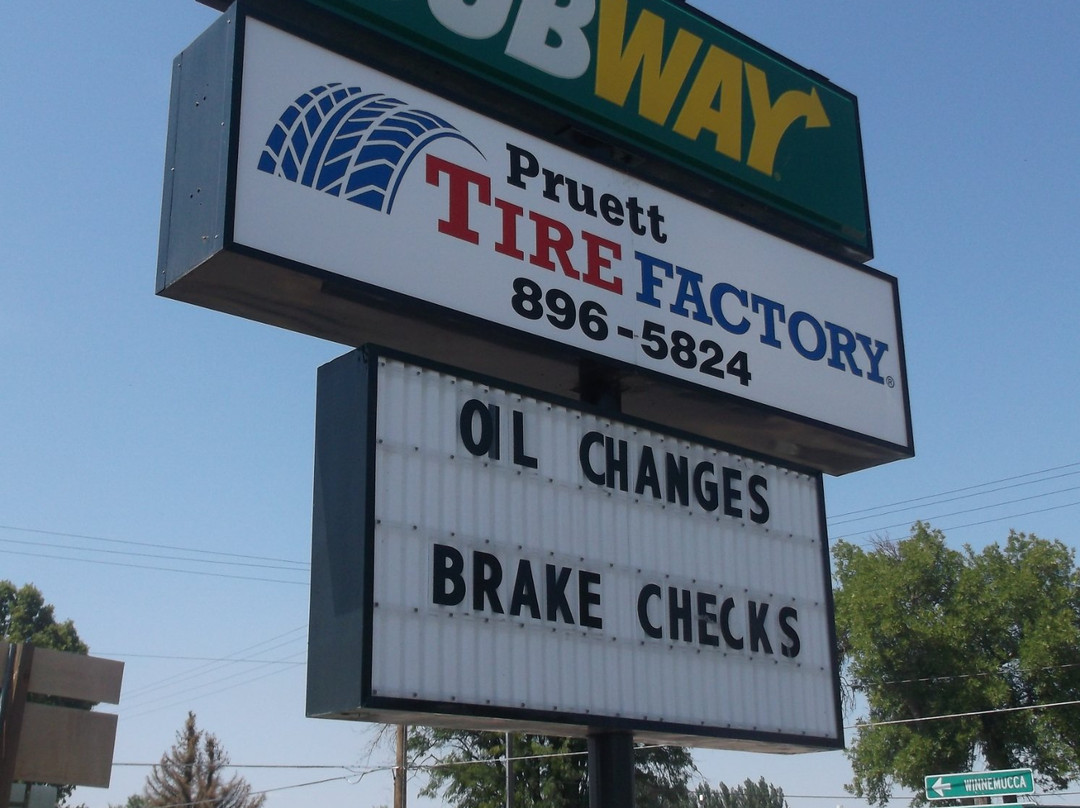 UBWAY
Pruett
TIRE FACTORY®
896-5824
OIL CHANGES
BRAKE CHECKS
WINNEMUCCA